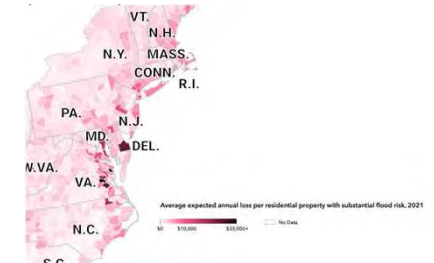 VT.
N.H.
N.Y. MASS.
CONN.
R.I.
PA.
N.J.
MD.
DEL.
W.VA.
VA.
Average expected annual loss per residential property with substantial flood risk, 2021
$0 $10,000 $25,000+ No Data
N.C.
S.C.